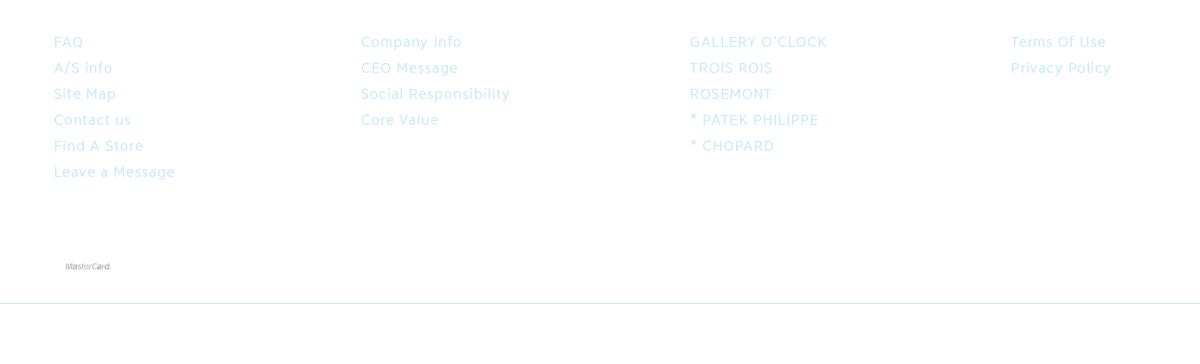 FAQ
A/S info
Site Map
Contact us
Find A Store
Leave a Message
Company Info
CEO Message
Social Responsibility
Core Value
GALLERY O'CLOCK
TROIS ROIS
ROSEMONT
* PATEK PHILIPPE
* CHOPARD
Terms Of Use
Privacy Policy
MasterCard